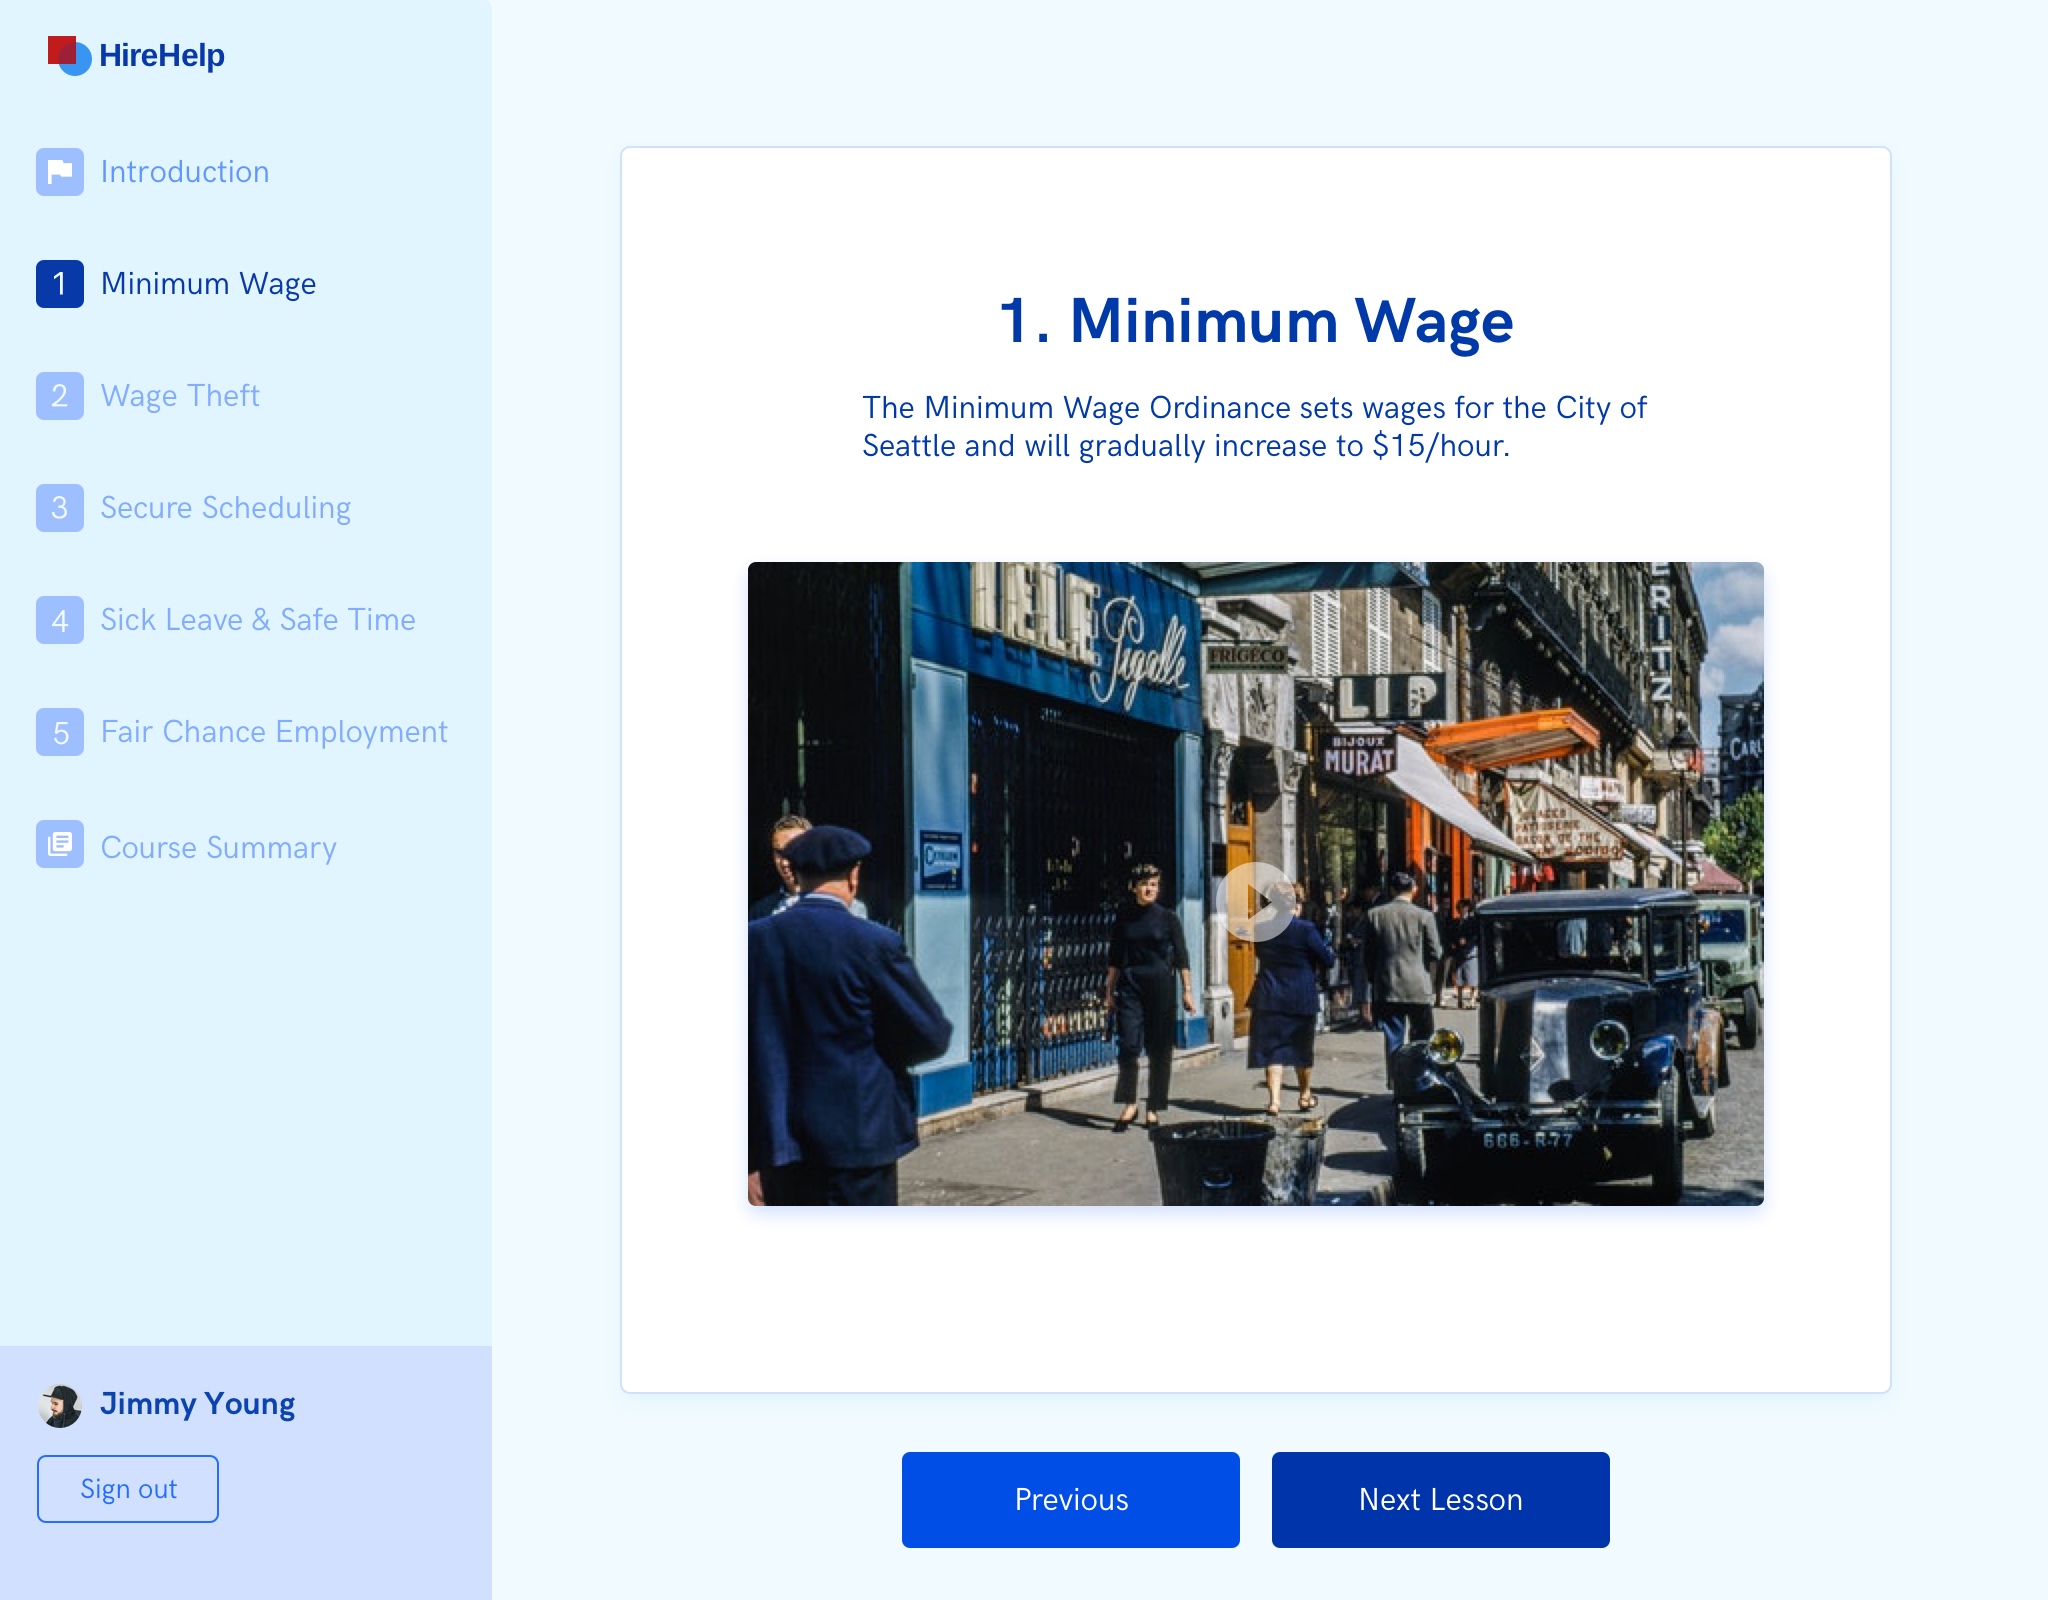 HireHelp
Introduction
1 Minimum Wage
2 Wage Theft
3 Secure Scheduling
4 Sick Leave & Safe Time
5 Fair Chance Employment
Course Summary
Jimmy Young
Sign out
1. Minimum Wage
The Minimum Wage Ordinance sets wages for the City of
Seattle and will gradually increase to $15/hour.
Pigalle
FRIGÉCO
LIP
BIJOUX
MURAT
RITZ
666-R-77
Previous
Next Lesson